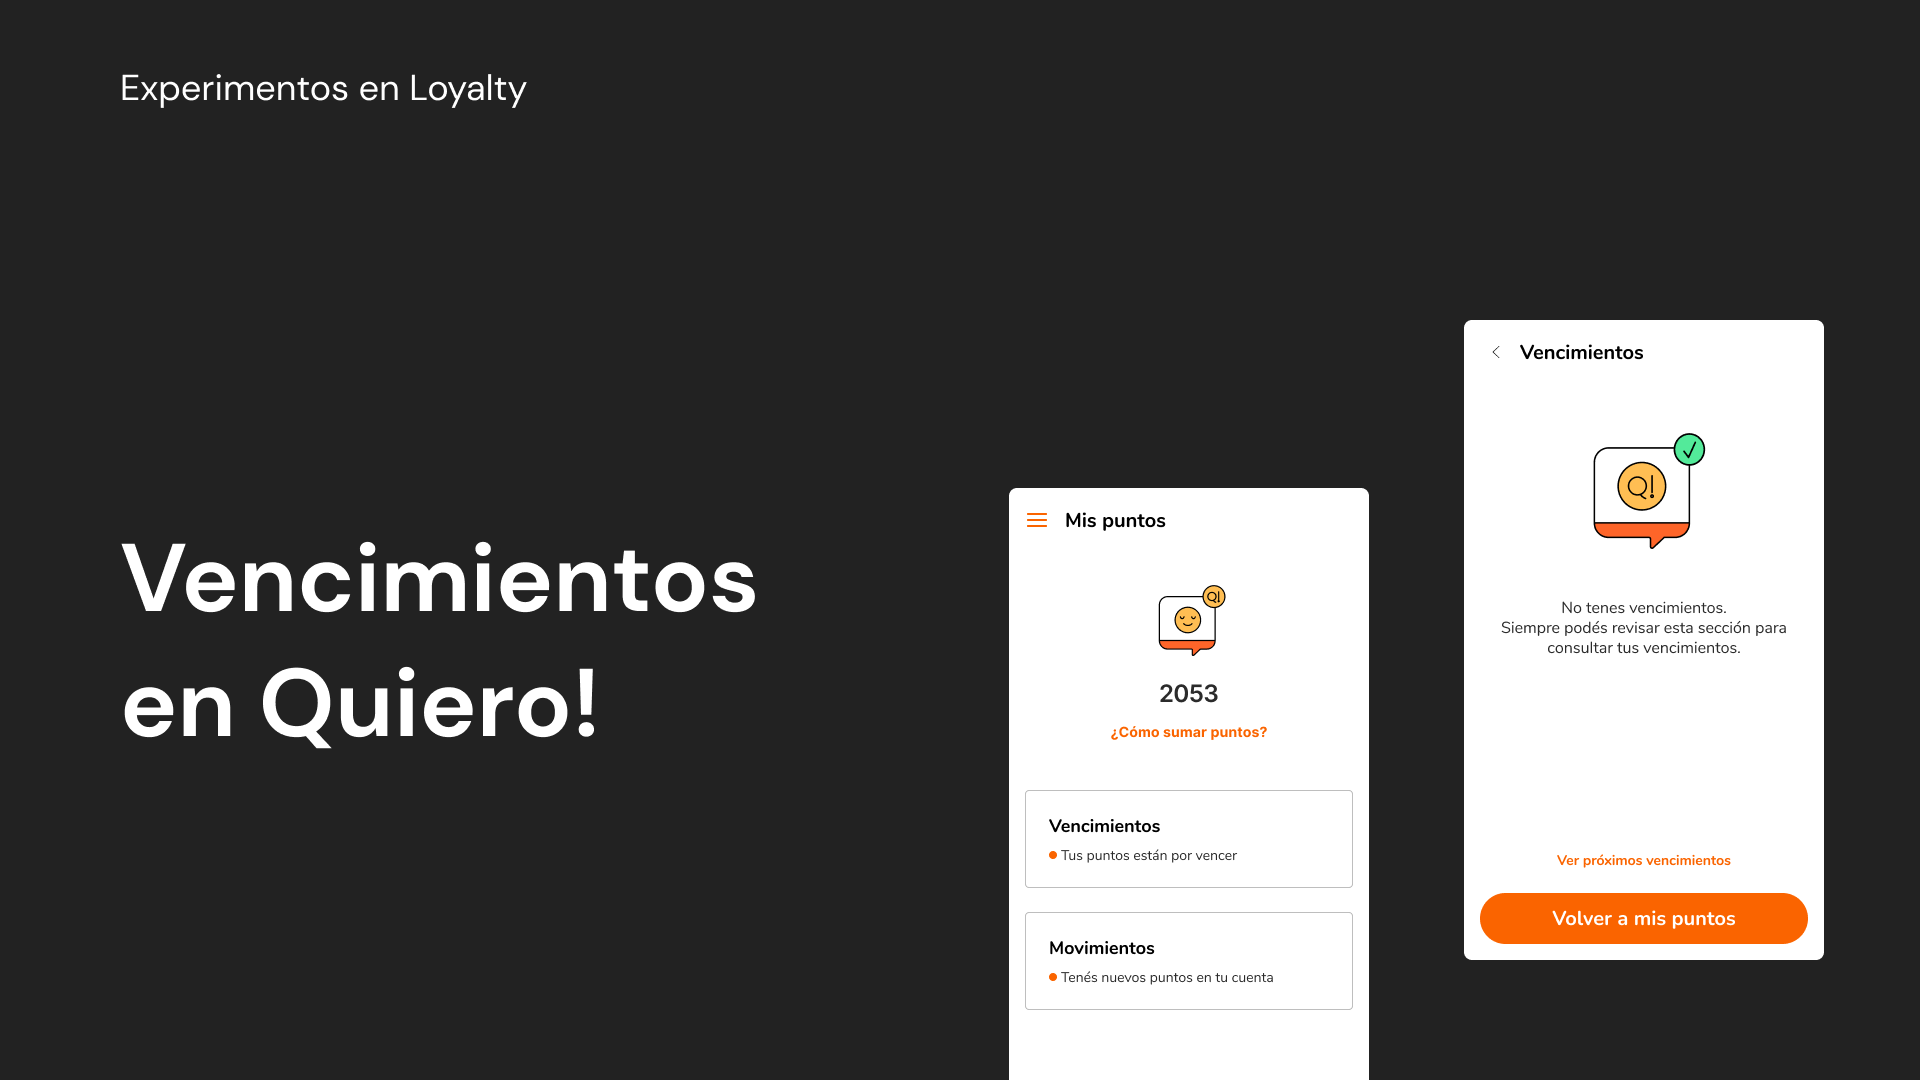 Experimentos en Loyalty
Vencimientos
en Quiero!
Mis puntos
Q!
2053
¿Cómo sumar puntos?
Vencimientos
Tus puntos están por vencer
Movimientos
Tenés nuevos puntos en tu cuenta
Vencimientos
Q!
No tenes vencimientos.
Siempre podés revisar esta sección para
consultar tus vencimientos.
Ver próximos vencimientos
Volver a mis puntos